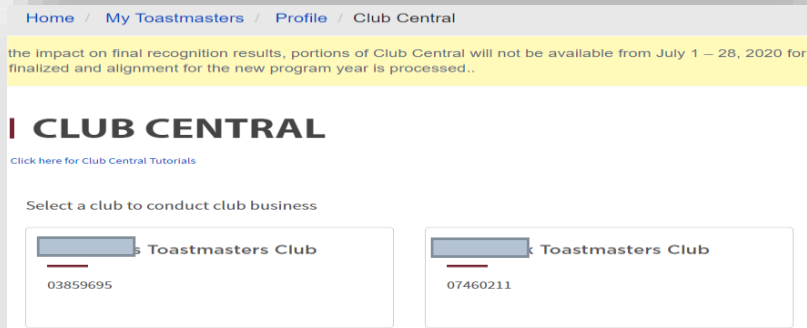 Home / My Toastmasters / Profile / Club Central
the impact on final recognition results, portions of Club Central will not be available from July 1 – 28, 2020 for
finalized and alignment for the new program year is processed..
CLUB CENTRAL
Click here for Club Central Tutorials
Select a club to conduct club business
s Toastmasters Club
03859695
k Toastmasters Club
07460211